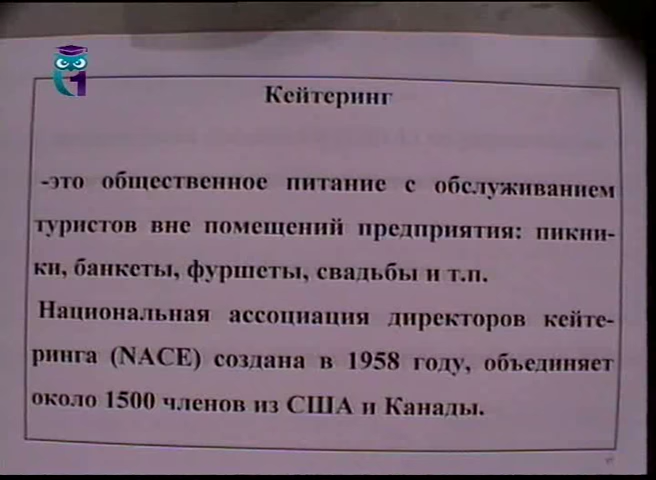 1
Кейтеринг
-это общественное питание с обслуживанием
туристов вне помещений предприятия: пикни-
ки, банкеты, фуршеты, свадьбы и т.п.
Национальная ассоциация директоров кейте-
ринга (NACE) создана в 1958 году, объединяет
около 1500 членов из США и Канады.